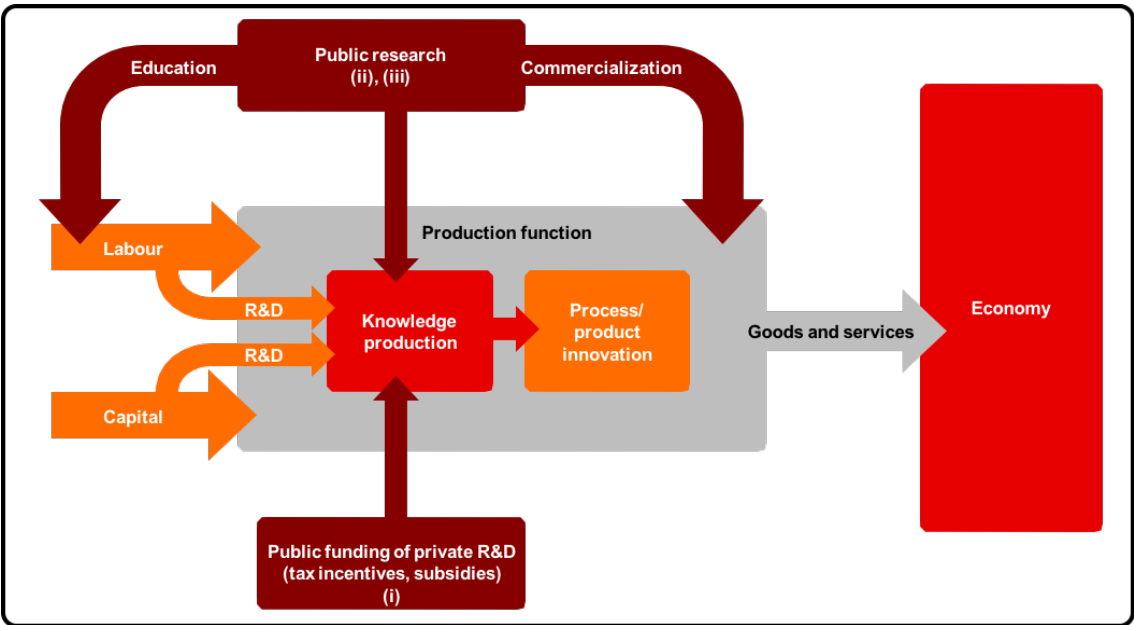 Education
Public research
(ii), (iii)
Commercialization
Labour
Production function
R&D
R&D
Knowledge
production
Process/
product
innovation
Goods and services
Economy
Capital
Public funding of private R&D
(tax incentives, subsidies)
(i)